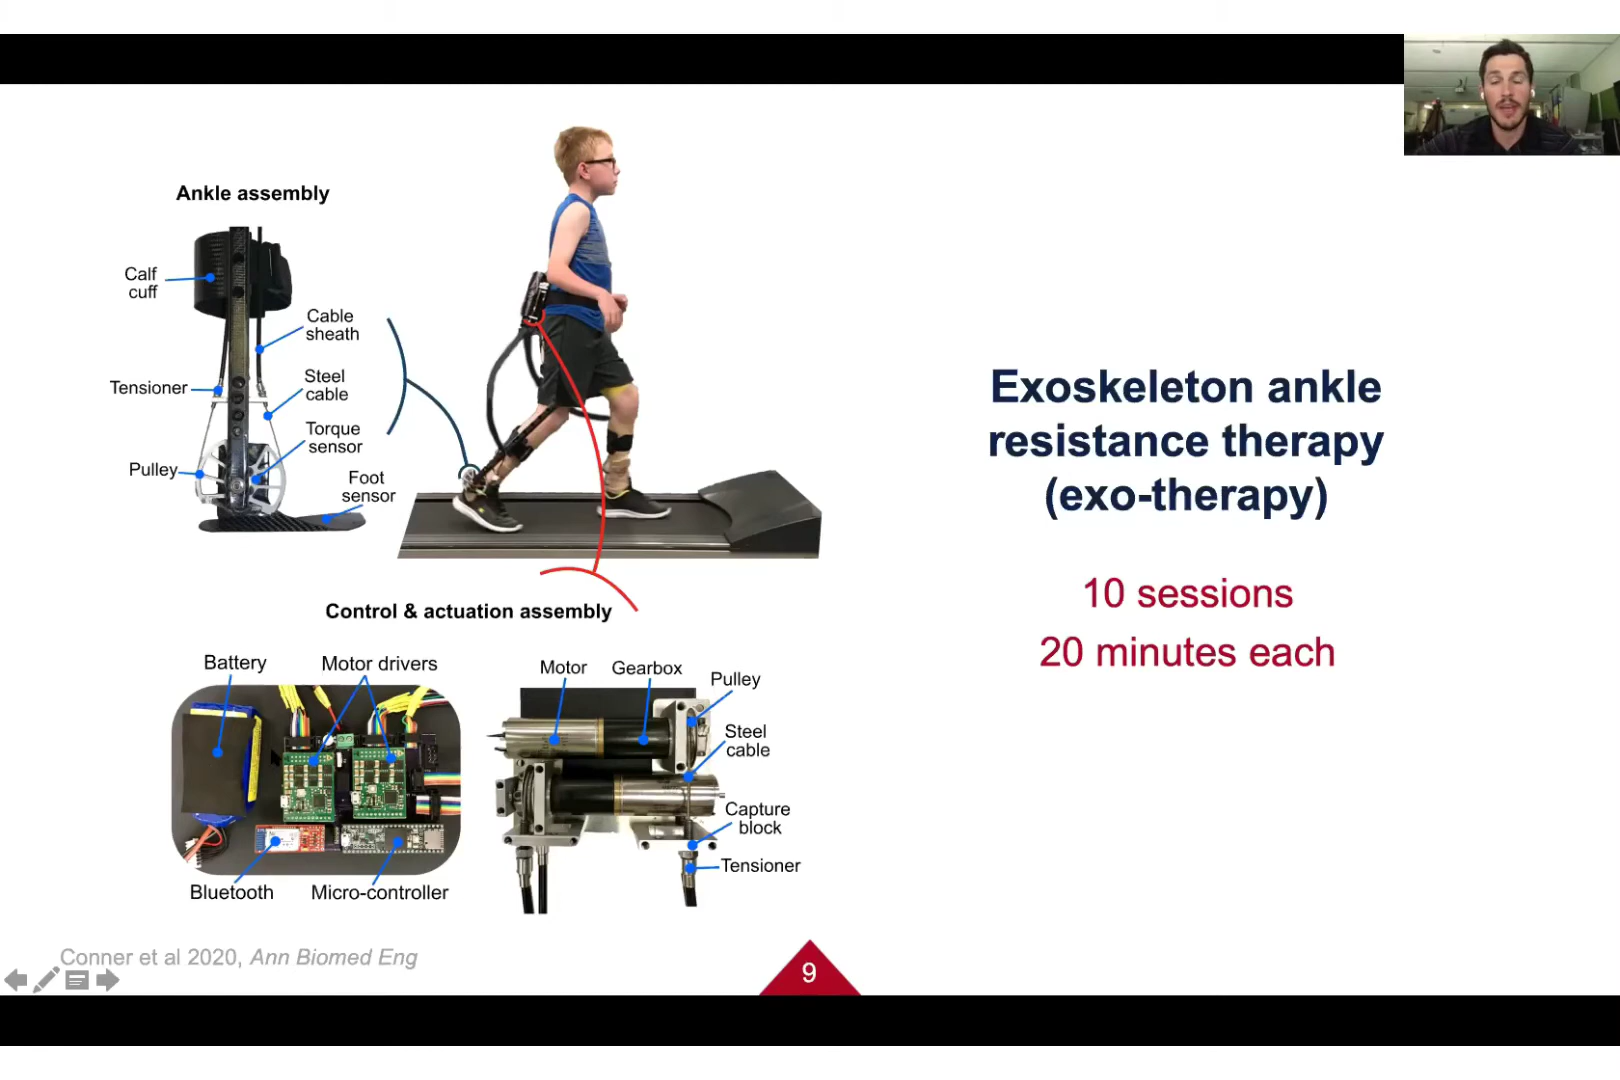 Ankle assembly
Calf
cuff
Cable
sheath
Tensioner
Steel
cable
Torque
sensor
Pulley
Foot
sensor
Exoskeleton ankle
resistance therapy
(exo-therapy)
10 sessions
20 minutes each
Control & actuation assembly
Battery
Motor drivers
Bluetooth
Micro-controller
Motor
Gearbox
Pulley
Steel
cable
Capture
block
Tensioner
Conner et al 2020, Ann Biomed Eng
9